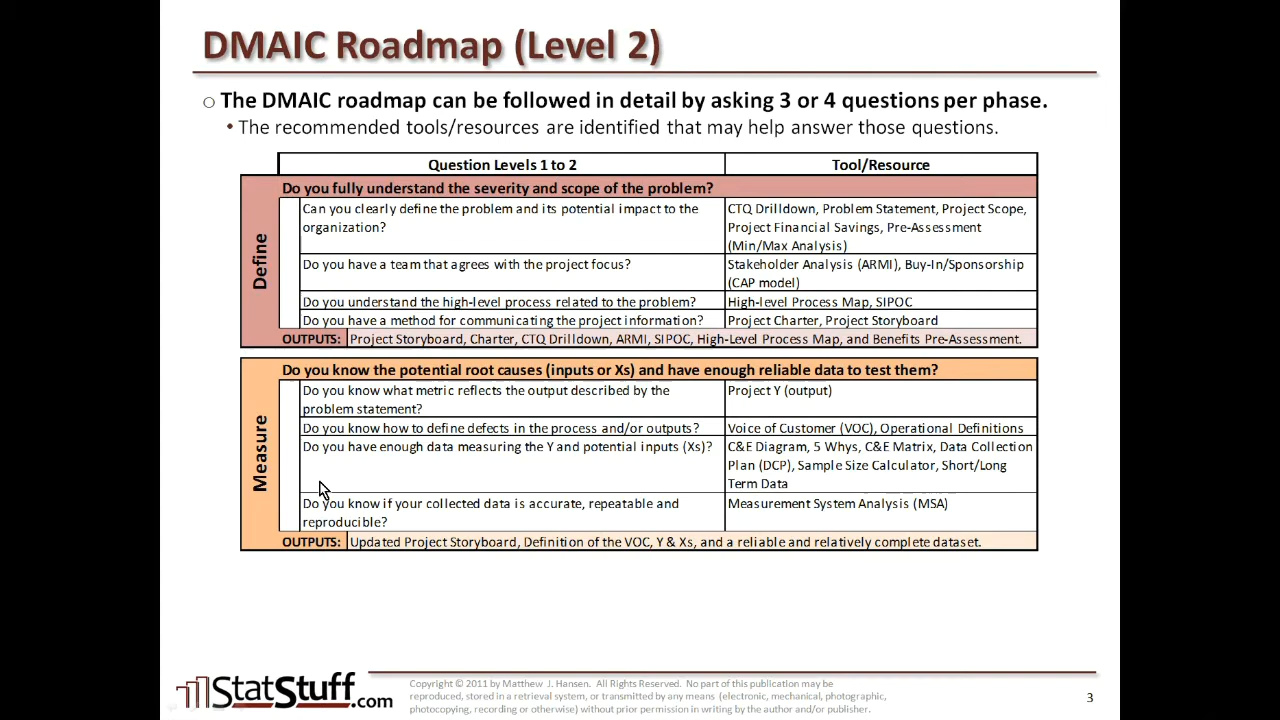 DMAIC Roadmap (Level 2)
○ The DMAIC roadmap can be followed in detail by asking 3 or 4 questions per phase.
• The recommended tools/resources are identified that may help answer those questions.
Question Levels 1 to 2
Tool/Resource
Define
Do you fully understand the severity and scope of the problem?
Can you clearly define the problem and its potential impact to the
organization?
CTQ Drilldown, Problem Statement, Project Scope,
Project Financial Savings, Pre-Assessment
(Min/Max Analysis)
Do you have a team that agrees with the project focus?
Stakeholder Analysis (ARMI), Buy-In/Sponsorship
(CAP model)
Do you understand the high-level process related to the problem?
High-level Process Map, SIPOC
Do you have a method for communicating the project information?
Project Charter, Project Storyboard
OUTPUTS: Project Storyboard, Charter, CTQ Drilldown, ARMI, SIPOC, High-Level Process Map, and Benefits Pre-Assessment.
Measure
Do you know the potential root causes (inputs or Xs) and have enough reliable data to test them?
Do you know what metric reflects the output described by the
problem statement?
Project Y (output)
Do you know how to define defects in the process and/or outputs?
Voice of Customer (VOC), Operational Definitions
Do you have enough data measuring the Y and potential inputs (Xs)?
C&E Diagram, 5 Whys, C&E Matrix, Data Collection
Plan (DCP), Sample Size Calculator, Short/Long
Term Data
Do you know if your collected data is accurate, repeatable and
reproducible?
Measurement System Analysis (MSA)
OUTPUTS: Updated Project Storyboard, Definition of the VOC, Y & Xs, and a reliable and relatively complete dataset.
StatStuff.com
Copyright © 2011 by Matthew J. Hansen. All Rights Reserved. No part of this publication may be
reproduced, stored in a retrieval system, or transmitted by any means (electronic, mechanical, photographic,
photocopying, recording or otherwise) without prior permission in writing by the author and/or publisher.
3